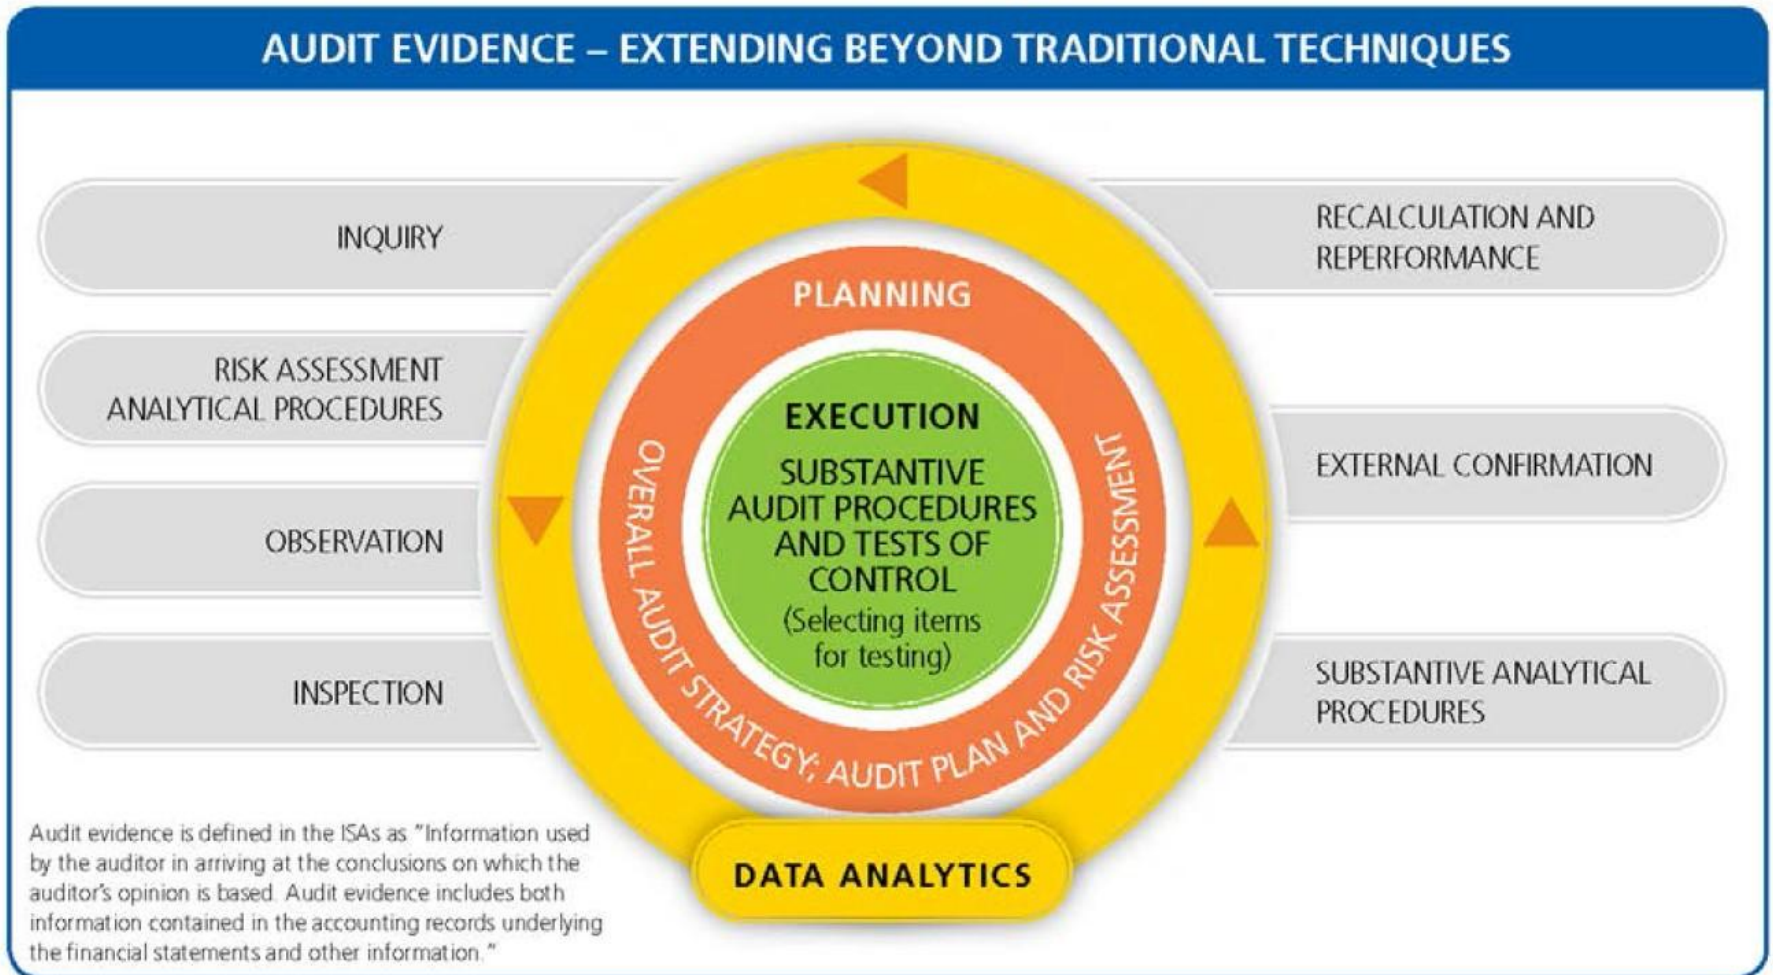 AUDIT EVIDENCE – EXTENDING BEYOND TRADITIONAL TECHNIQUES
INQUIRY
RISK ASSESSMENT
ANALYTICAL PROCEDURES
OBSERVATION
INSPECTION
PLANNING
OVERALL AUDIT STRATEGY; AUDIT PLAN AND RISK ASSESSMENT
EXECUTION
SUBSTANTIVE
AUDIT PROCEDURES
AND TESTS OF
CONTROL
(Selecting items
for testing)
DATA ANALYTICS
RECALCULATION AND
REPERFORMANCE
EXTERNAL CONFIRMATION
SUBSTANTIVE ANALYTICAL
PROCEDURES
Audit evidence is defined in the ISAs as "Information used
by the auditor in arriving at the conclusions on which the
auditor's opinion is based. Audit evidence includes both
information contained in the accounting records underlying
the financial statements and other information."